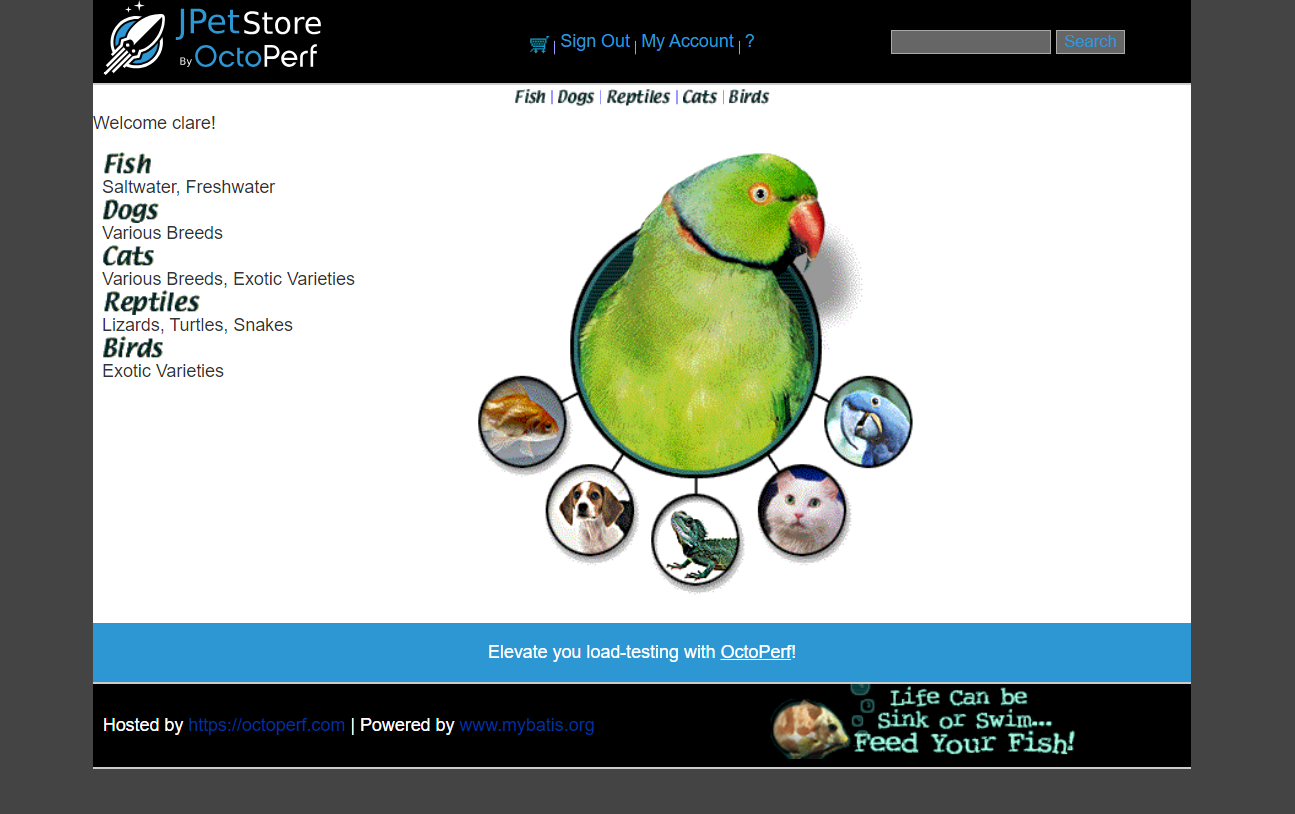 JPetStore
By OctoPerf
Sign Out | My Account | ?
Search
Fish | Dogs | Reptiles | Cats | Birds
Welcome clare!
Fish
Saltwater, Freshwater
Dogs
Various Breeds
Cats
Various Breeds, Exotic Varieties
Reptiles
Lizards, Turtles, Snakes
Birds
Exotic Varieties
Elevate you load-testing with OctoPerf!
Hosted by https://octoperf.com | Powered by www.mybatis.org
Life Can be
Sink or Swim...
Feed Your Fish!